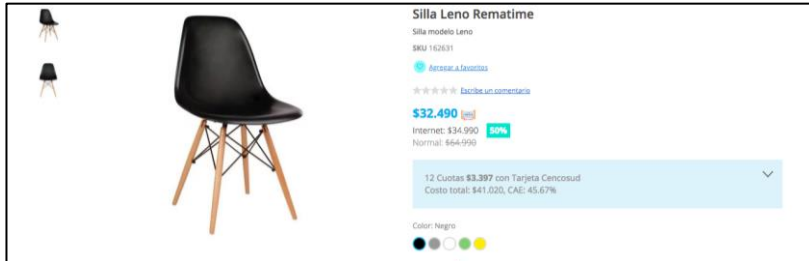 Silla Leno Rematime
Silla modelo Leno
SKU 162631
Agregar a favoritos
Escribe un comentario
$32.490
Internet: $34.990 50%
Normal: $64.990
12 Cuotas $3.397 con Tarjeta Cencosud
Costo total: $41.020, CAE: 45.67%
Color: Negro